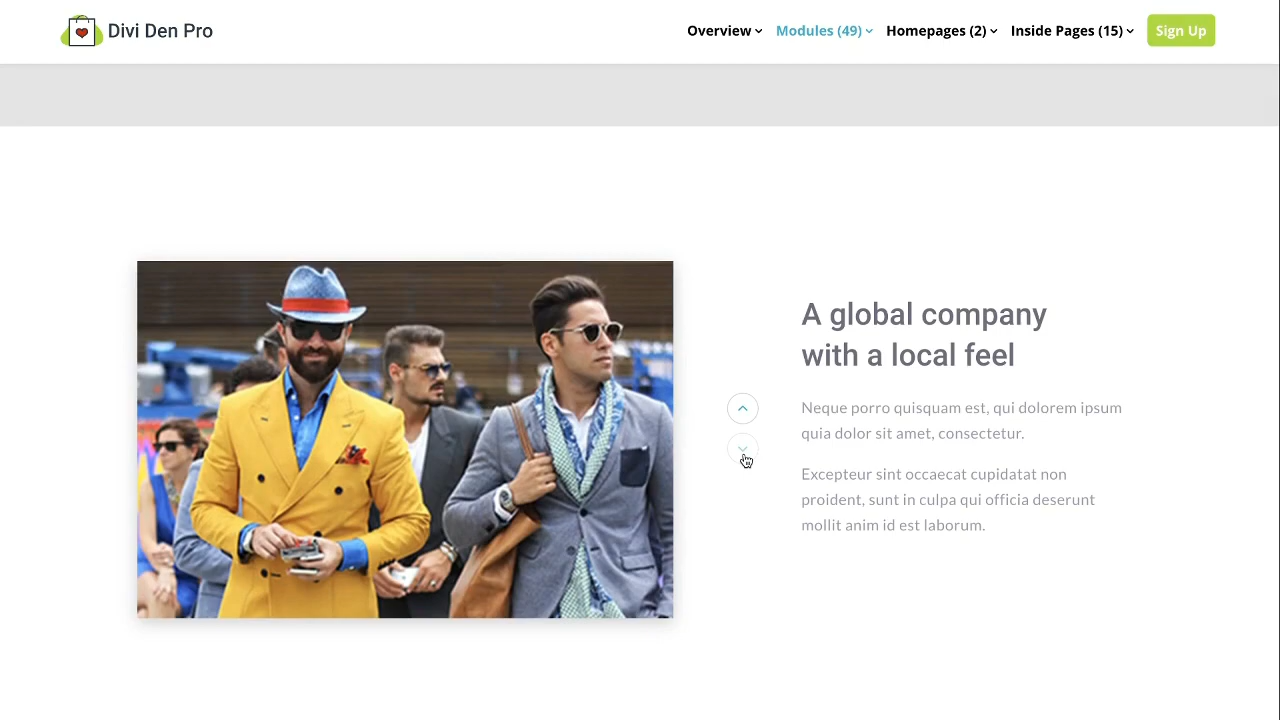 Divi Den Pro
Overview Modules (49) Homepages (2) Inside Pages (15) Sign Up
A global company
with a local feel
Neque porro quisquam est, qui dolorem ipsum
quia dolor sit amet, consectetur.
Excepteur sint occaecat cupidatat non
proident, sunt in culpa qui officia deserunt
mollit anim id est laborum.